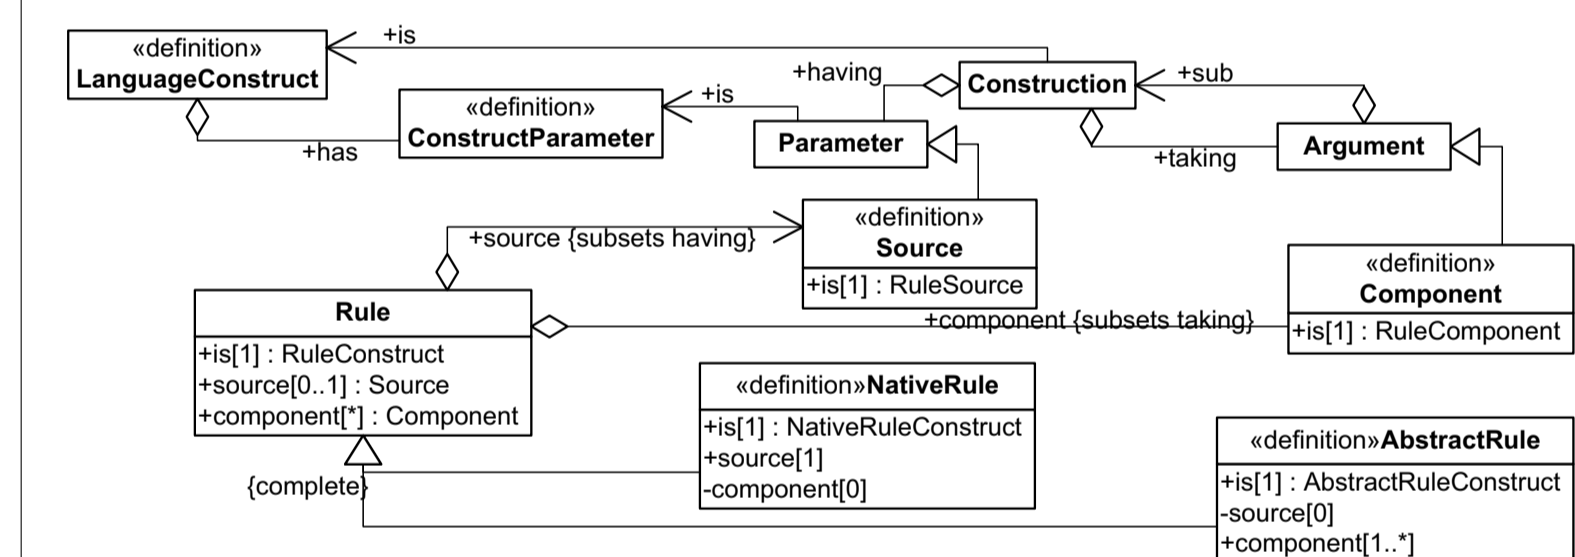 +is
«definition»
LanguageConstruct
+having
Construction
+sub
«definition»
ConstructParameter
+is
Parameter
+has
+taking
Argument
«definition»
Source
+is[1] : RuleSource
+source {subsets having}
«definition»
Component
+is[1] : RuleComponent
+component {subsets taking}
Rule
+is[1] : RuleConstruct
+source[0..1] : Source
+component[*] : Component
«definition»NativeRule
+is[1] : NativeRuleConstruct
+source[1]
-component[0]
{complete}
«definition»AbstractRule
+is[1] : AbstractRuleConstruct
-source[0]
+component[1..*]